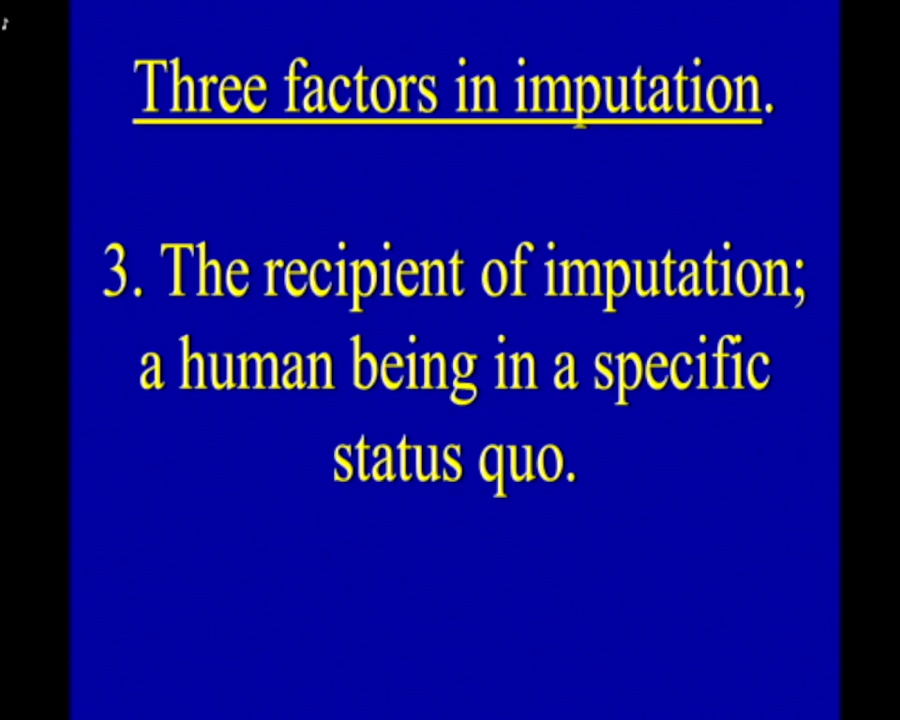 Three factors in imputation.
3. The recipient of imputation;
a human being in a specific
status quo.